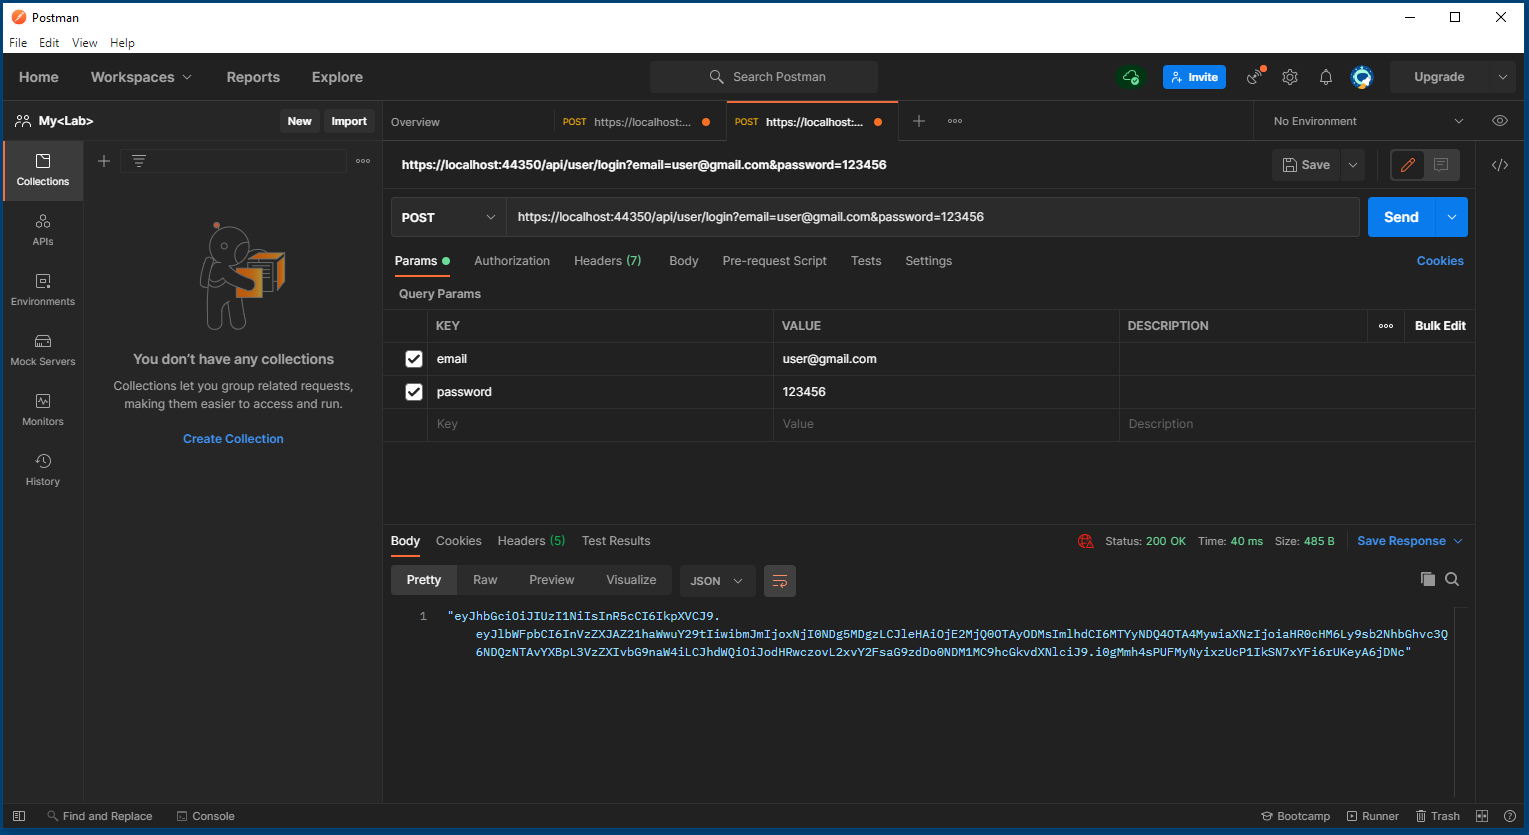 Postman
File Edit View Help
Home Workspaces Reports Explore Search Postman Invite Upgrade
My<Lab> New Import Overview POST https://localhost:... POST https://localhost:... No Environment
https://localhost:44350/api/user/login?email=user@gmail.com&password=123456 Save
POST https://localhost:44350/api/user/login?email=user@gmail.com&password=123456 Send
Params Authorization Headers (7) Body Pre-request Script Tests Settings Cookies
Query Params
KEY VALUE DESCRIPTION Bulk Edit
email user@gmail.com
password 123456
Key Value Description
Collections
APIs
Environments
Mock Servers
Monitors
History
You don't have any collections
Collections let you group related requests,
making them easier to access and run.
Create Collection
Body Cookies Headers (5) Test Results Status: 200 OK Time: 40 ms Size: 485 B Save Response
Pretty Raw Preview Visualize JSON
1 "eyJhbGciOiJIUzI1NiIsInR5cCI6IkpXVCJ9.
eyJlbWFpbCI6InVzZXJAZ21haWwuY29tIiwibmJmIjoxNjI0NDg5MDgzLCJleHAiOjE2MjQ0OTAyODMsImlhdCI6MTYyNDQ4OTA4MywiaXNzIjoiaHR0cHM6Ly9sb2NhbGhvc3Q
6NDQzNTAvYXBpL3VzZXIvbG9naW4iLCJhdWQiOiJodHRwczovL2xvY2FsaG9zdDo0NDM1MC9hcGkvdXNlciJ9.i0gMmh4sPUFMyNyixzUcP1IkSN7xYFi6rUKeyA6jDNc"
Find and Replace Console Bootcamp Runner Trash